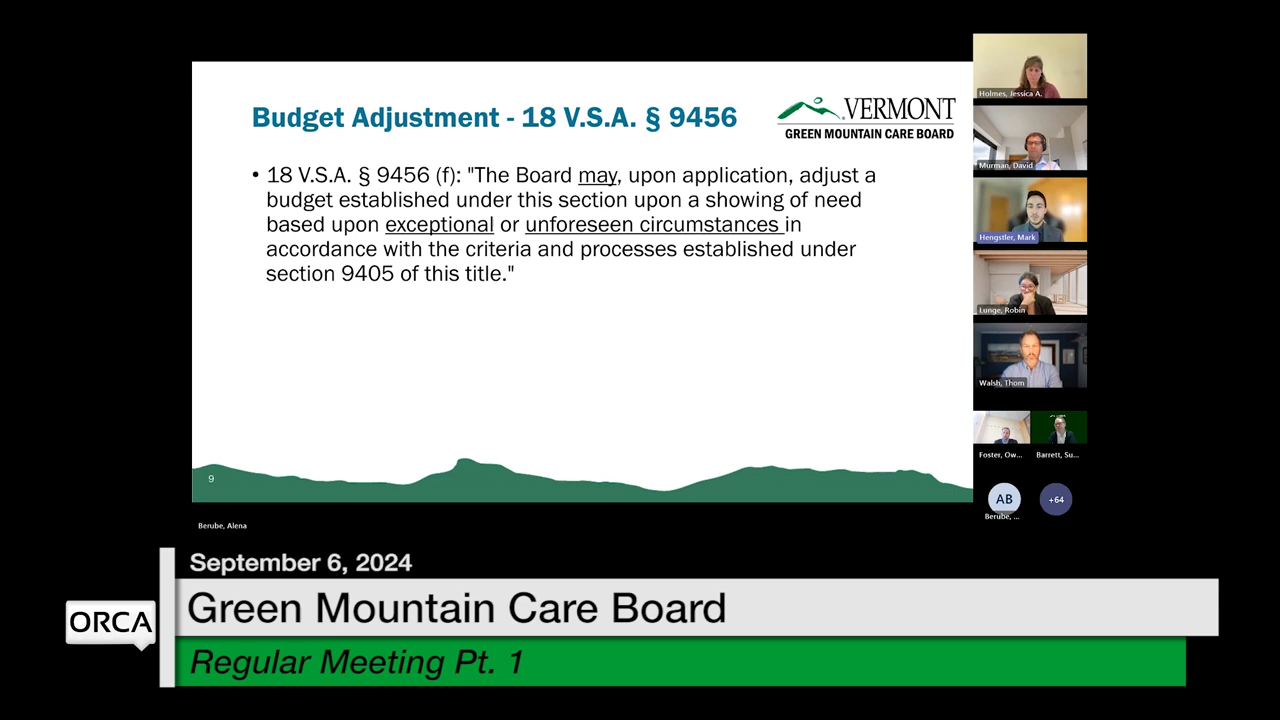 Budget Adjustment - 18 V.S.A. § 9456
VERMONT
GREEN MOUNTAIN CARE BOARD
• 18 V.S.A. § 9456 (f): "The Board may, upon application, adjust a
budget established under this section upon a showing of need
based upon exceptional or unforeseen circumstances in
accordance with the criteria and processes established under
section 9405 of this title."
9
Holmes, Jessica A.
Murman, David
Hengstler, Mark
Lunge, Robin
Walsh, Thom
Foster, Ow...
Barrett, Su...
AB
Berube, ...
+64
Berube, Alena
September 6, 2024
ORCA
Green Mountain Care Board
Regular Meeting Pt. 1